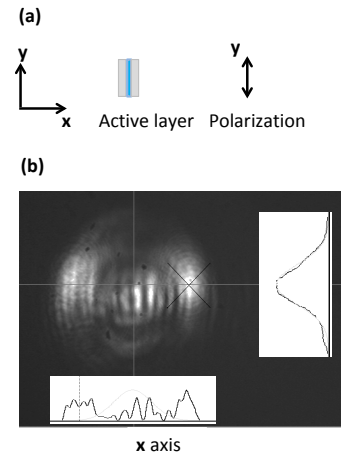 (a)
y
y
x
Active layer
Polarization
(b)
x axis